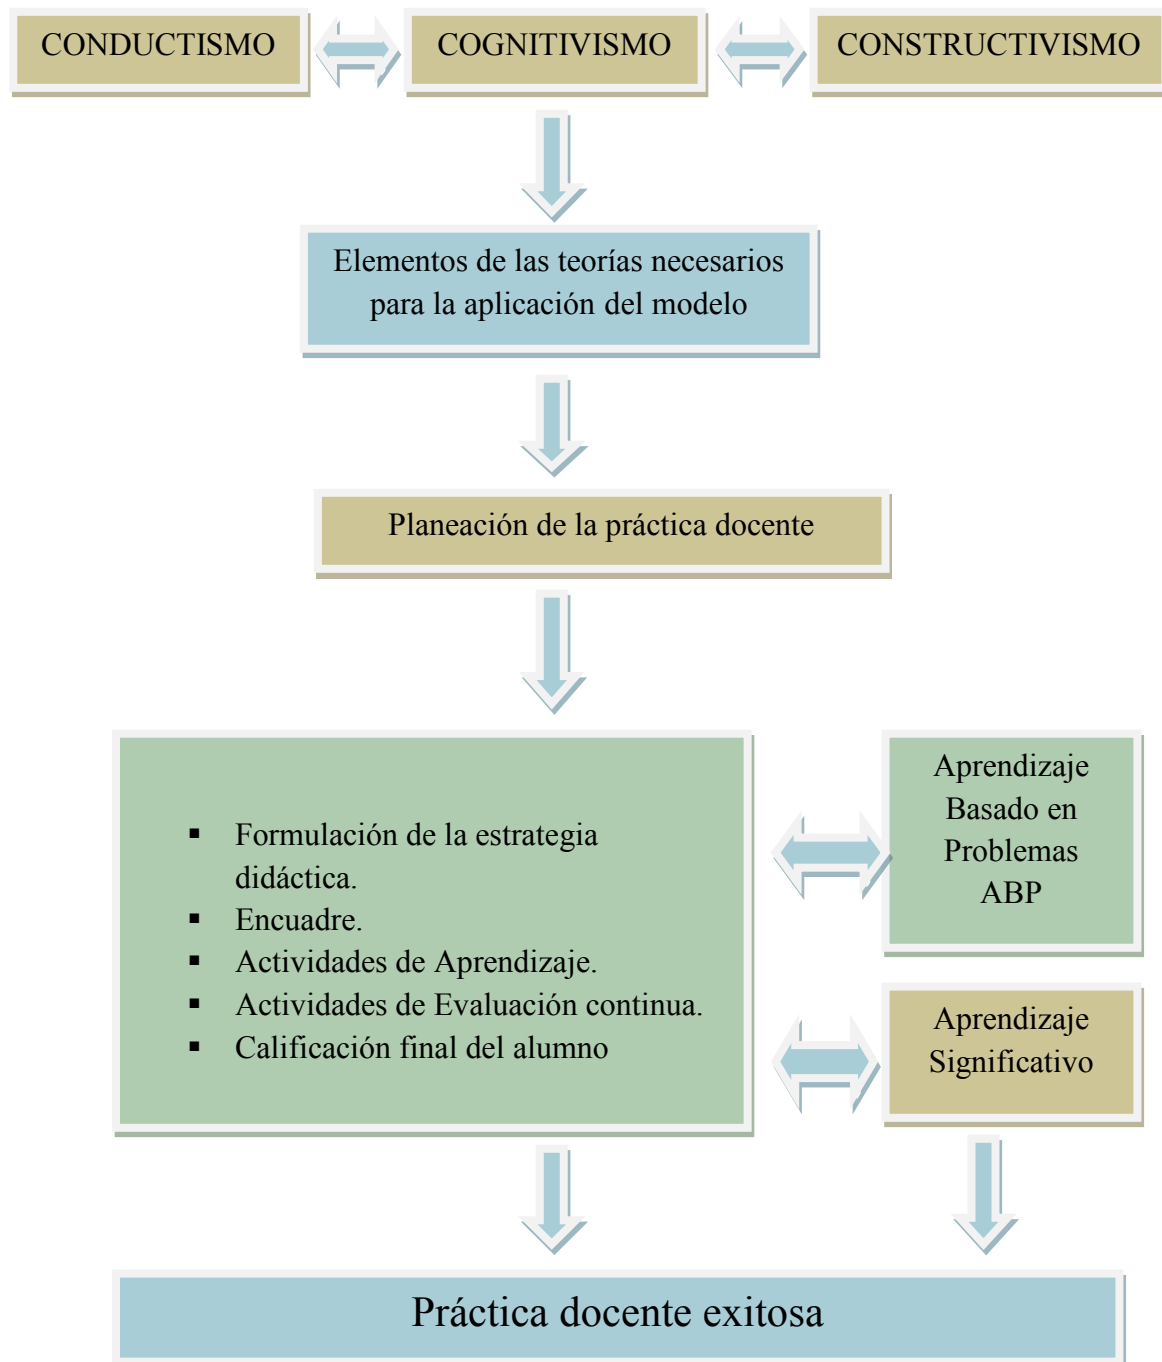 CONDUCTISMO
COGNITIVISMO
CONSTRUCTIVISMO
Elementos de las teorías necesarios
para la aplicación del modelo
Planeación de la práctica docente
▪ Formulación de la estrategia
didáctica.
▪ Encuadre.
▪ Actividades de Aprendizaje.
▪ Actividades de Evaluación continua.
▪ Calificación final del alumno
Aprendizaje
Basado en
Problemas
ABP
Aprendizaje
Significativo
Práctica docente exitosa